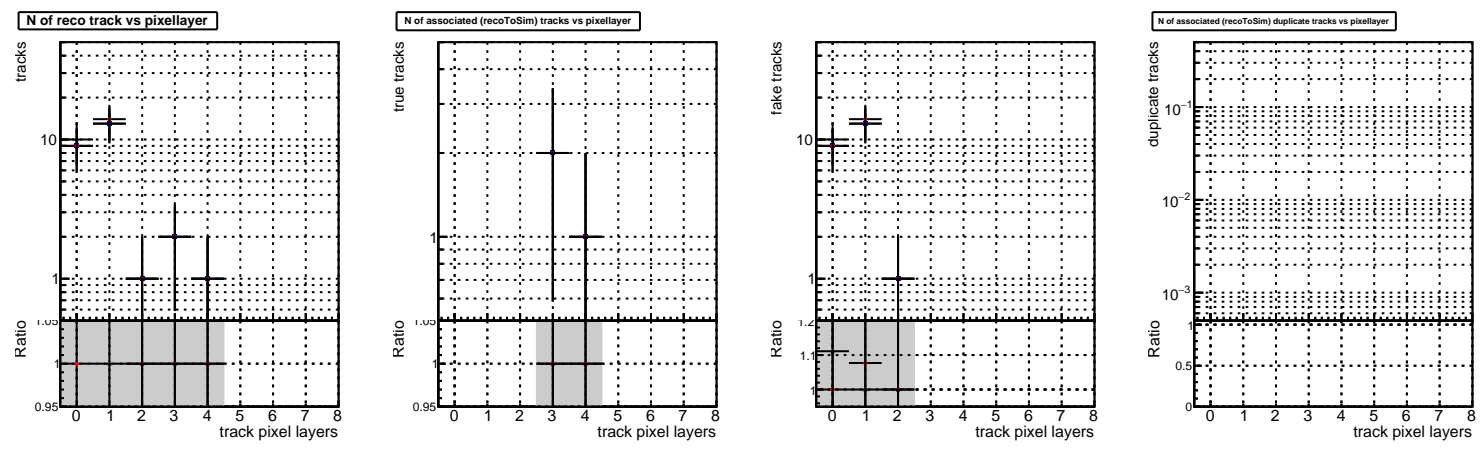 N of reco track vs pixellayer
tracks
10
1
1.05
Ratio
1
0.95
0 1 2 3 4 5 6 7 8
track pixel layers
N of associated (recoToSim) tracks vs pixellayer
true tracks
1
1.05
Ratio
1
0.95
0 1 2 3 4 5 6 7 8
track pixel layers
fake tracks
10
1
1.2
Ratio
1.1
1
0 1 2 3 4 5 6 7 8
track pixel layers
N of associated (recoToSim) duplicate tracks vs pixellayer
duplicate tracks
10⁻¹
10⁻²
10⁻³
Ratio
1
0.5
0
0 1 2 3 4 5 6 7 8
track pixel layers